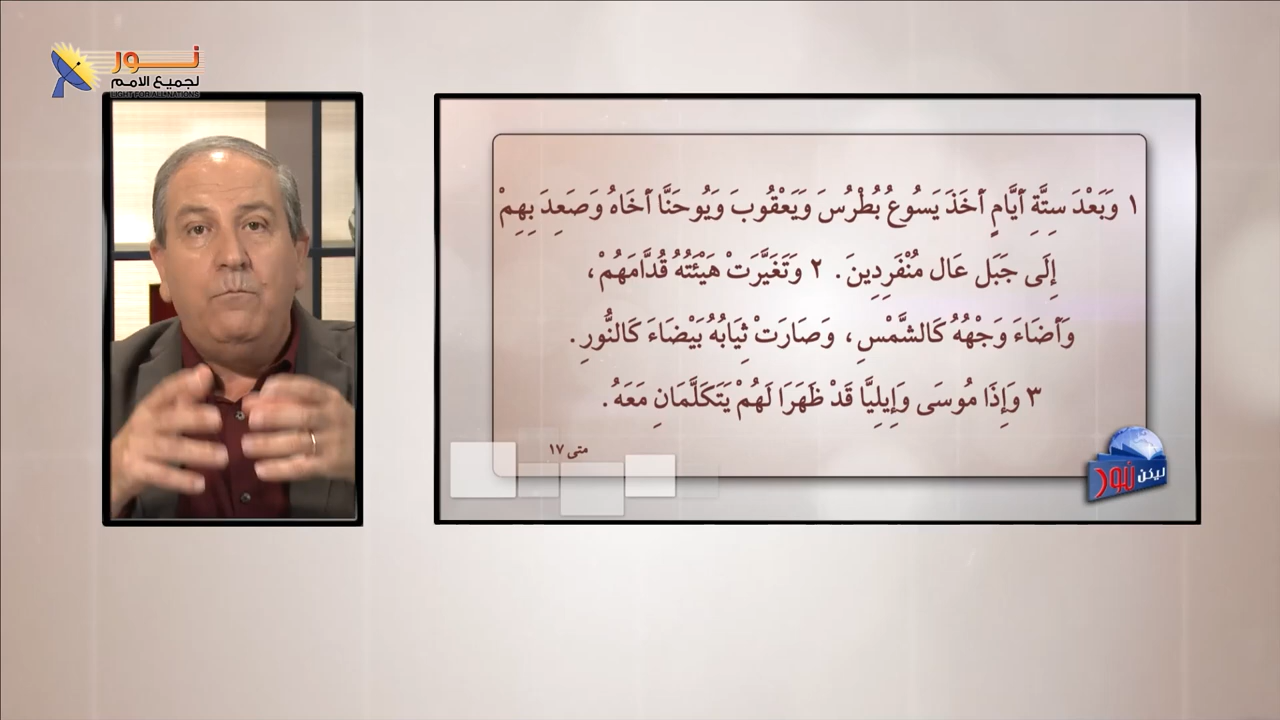 نور
لجميع الامم
LIGHT FOR ALL NATIONS
١ وَبَعْدَ سِتَّةِ أَيَّامٍ أَخَذَ يَسُوعُ بُطْرُسَ وَيَعْقُوبَ وَيُوحَنَّا أَخَاهُ وَصَعِدَ بِهِمْ
إِلَى جَبَل عَال مُنْفَرِدِينَ. ٢ وَتَغَيَّرَتْ هَيْئَتُهُ قُدَّامَهُمْ،
وَأَضَاءَ وَجْهُهُ كَالشَّمْسِ، وَصَارَتْ ثِيَابُهُ بَيْضَاءَ كَالنُّورِ.
٣ وَإِذَا مُوسَى وَإِيلِيَّا قَدْ ظَهَرَا لَهُمْ يَتَكَلَّمَانِ مَعَهُ.
متى ١٧
ليكن نور